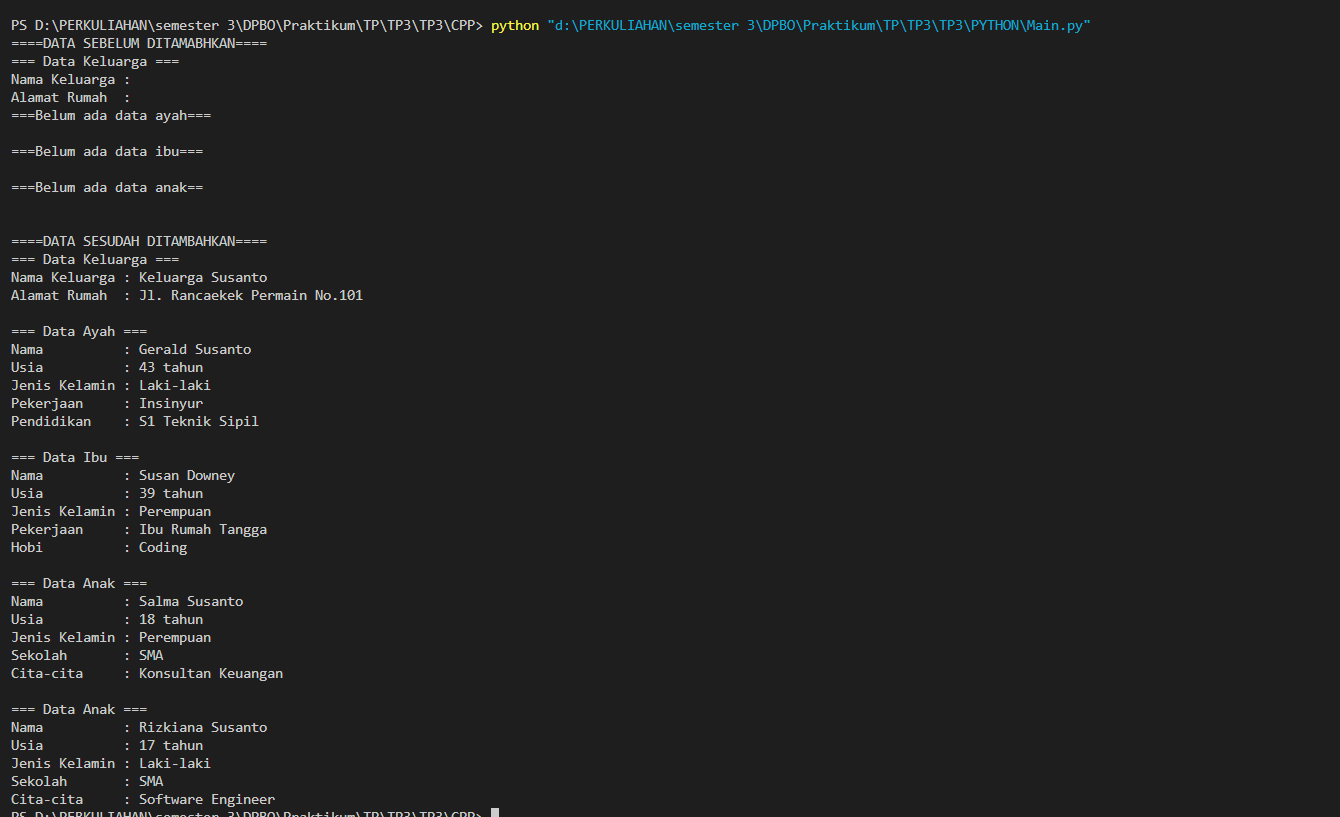 PS D:\PERKULIAHAN\semester 3\DPBO\Praktikum\TP\TP3\TP3\CPP> python "d:\PERKULIAHAN\semester 3\DPBO\Praktikum\TP\TP3\TP3\PYTHON\Main.py"
====DATA SEBELUM DITAMABHKAN====
=== Data Keluarga ===
Nama Keluarga :
Alamat Rumah  :
===Belum ada data ayah===
===Belum ada data ibu===
===Belum ada data anak==
====DATA SESUDAH DITAMBAHKAN====
=== Data Keluarga ===
Nama Keluarga : Keluarga Susanto
Alamat Rumah  : Jl. Rancaekek Permain No.101
=== Data Ayah ===
Nama          : Gerald Susanto
Usia          : 43 tahun
Jenis Kelamin : Laki-laki
Pekerjaan     : Insinyur
Pendidikan    : S1 Teknik Sipil
=== Data Ibu ===
Nama          : Susan Downey
Usia          : 39 tahun
Jenis Kelamin : Perempuan
Pekerjaan     : Ibu Rumah Tangga
Hobi          : Coding
=== Data Anak ===
Nama          : Salma Susanto
Usia          : 18 tahun
Jenis Kelamin : Perempuan
Sekolah       : SMA
Cita-cita     : Konsultan Keuangan
=== Data Anak ===
Nama          : Rizkiana Susanto
Usia          : 17 tahun
Jenis Kelamin : Laki-laki
Sekolah       : SMA
Cita-cita     : Software Engineer
PS D:\PERKULIAHAN\semester 3\DPBO\Praktikum\TP\TP3\TP3\CPP>